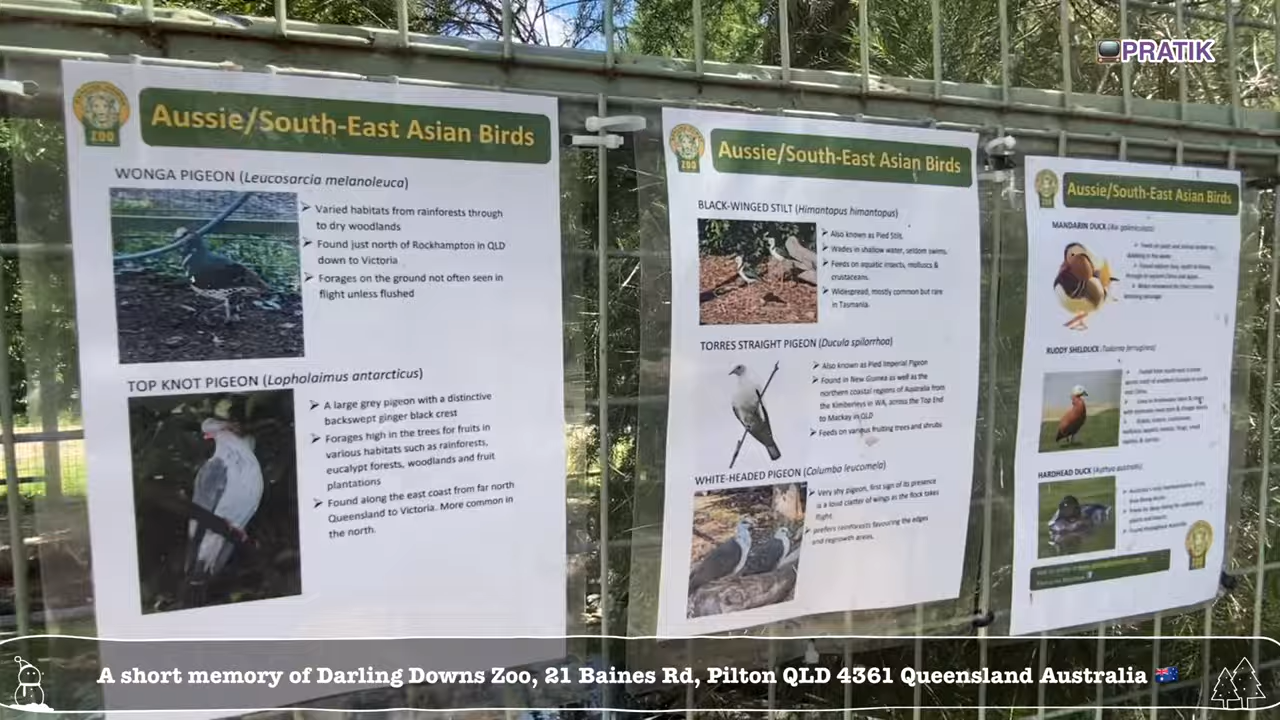 PRATIK
ZOO
Aussie/South-East Asian Birds
WONGA PIGEON (Leucosarcia melanoleuca)
Varied habitats from rainforests through
to dry woodlands
Found just north of Rockhampton in QLD
down to Victoria
Forages on the ground not often seen in
flight unless flushed
TOP KNOT PIGEON (Lopholaimus antarcticus)
A large grey pigeon with a distinctive
backswept ginger black crest
Forages high in the trees for fruits in
various habitats such as rainforests,
eucalypt forests, woodlands and fruit
plantations
Found along the east coast from far north
Queensland to Victoria. More common in
the north.
ZOO
Aussie/South-East Asian Birds
BLACK-WINGED STILT (Himantopus himantopus)
Also known as Pied Stilt.
Wades in shallow water, seldom swims.
Feeds on aquatic insects, molluscs &
crustaceans.
Widespread, mostly common but rare
in Tasmania.
TORRES STRAIGHT PIGEON (Ducula spilorrhoa)
Also known as Pied Imperial Pigeon
Found in New Guinea as well as the
northern coastal regions of Australia from
the Kimberleys in WA, across the Top End
to Mackay in QLD
Feeds on various fruiting trees and shrubs
WHITE-HEADED PIGEON (Columba leucomela)
Very shy pigeon, first sign of its presence
is a loud clatter of wings as the flock takes
flight.
prefers rainforests favouring the edges
and regrowth areas.
Aussie/South-East Asian Birds
MANDARIN DUCK (Aix galericulata)
RUDDY SHELDUCK (Tadorna ferruginea)
HARDHEAD DUCK (Aythya australis)
Found throughout Australia
A short memory of Darling Downs Zoo, 21 Baines Rd, Pilton QLD 4361 Queensland Australia 🇦🇺